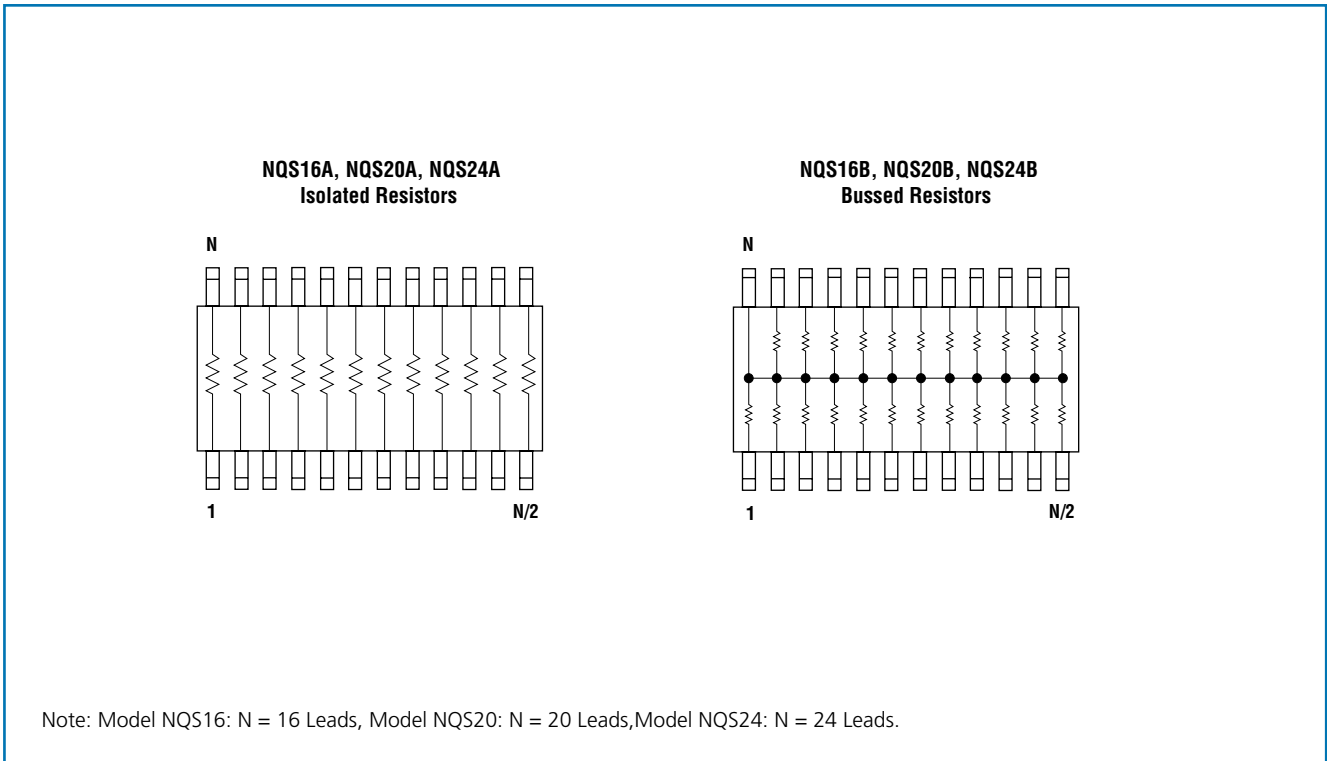 NQS16A, NQS20A, NQS24A
Isolated Resistors
N
1
N/2
NQS16B, NQS20B, NQS24B
Bussed Resistors
N
1
N/2
Note: Model NQS16: N = 16 Leads, Model NQS20: N = 20 Leads,Model NQS24: N = 24 Leads.